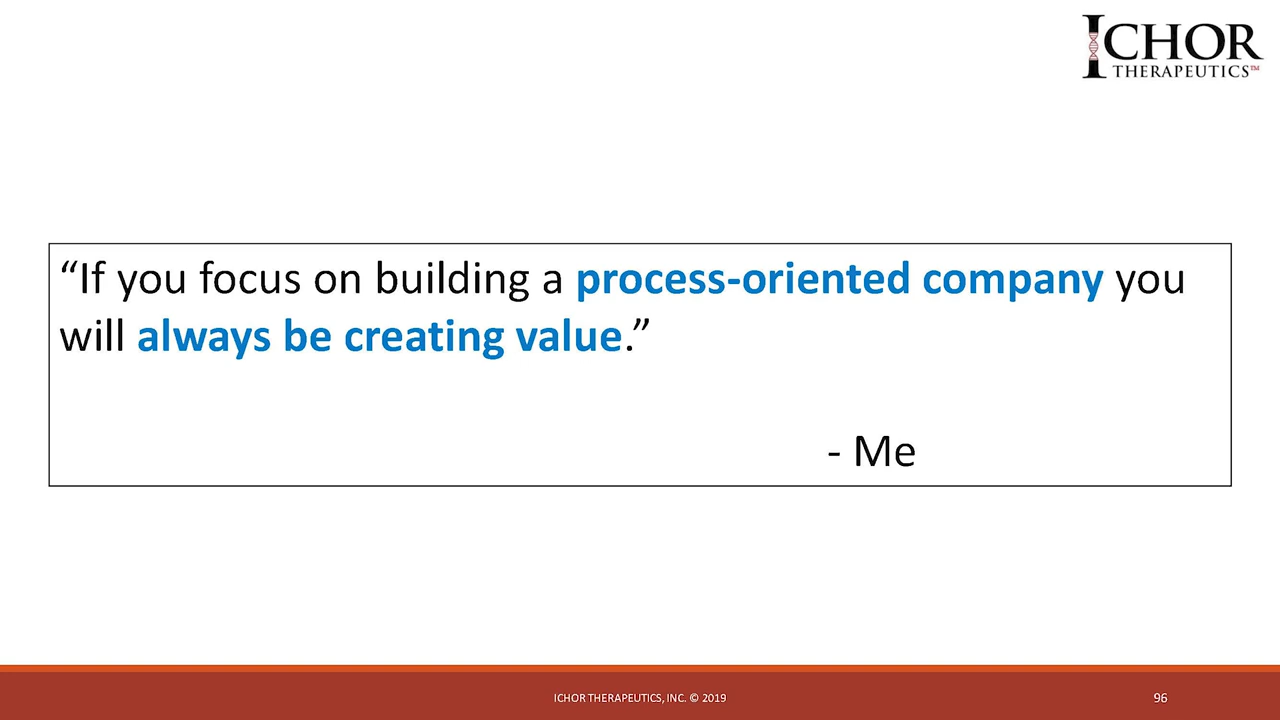 ICHOR
THERAPEUTICS™
“If you focus on building a process-oriented company you
will always be creating value.”
- Me
ICHOR THERAPEUTICS, INC. © 2019
96